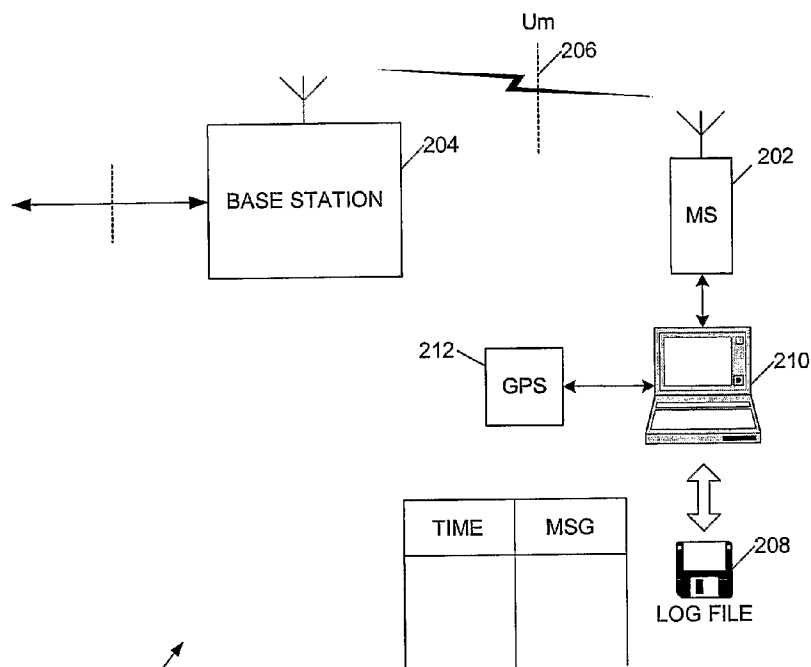 Um
206
204
202
BASE STATION
MS
212
GPS
210
TIME
MSG
208
LOG FILE